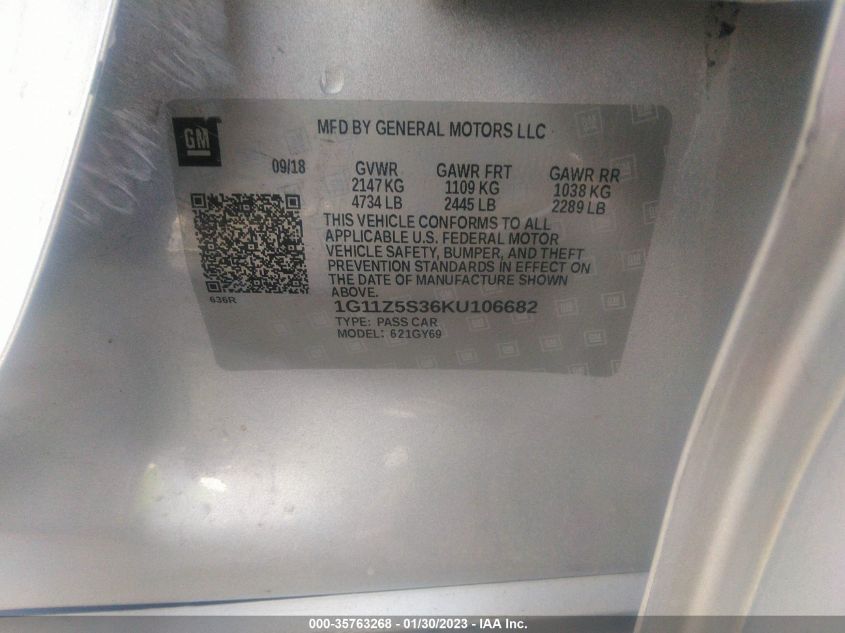 GM
MFD BY GENERAL MOTORS LLC
09/18 GVWR GAWR FRT GAWR RR
2147 KG 1109 KG 1038 KG
4734 LB 2445 LB 2289 LB
THIS VEHICLE CONFORMS TO ALL
APPLICABLE U.S. FEDERAL MOTOR
VEHICLE SAFETY, BUMPER, AND THEFT
PREVENTION STANDARDS IN EFFECT ON
THE DATE OF MANUFACTURE SHOWN
ABOVE.
636R
1G11Z5S36KU106682
TYPE: PASS CAR
MODEL: 621GY69
000-35763268 - 01/30/2023 - IAA Inc.